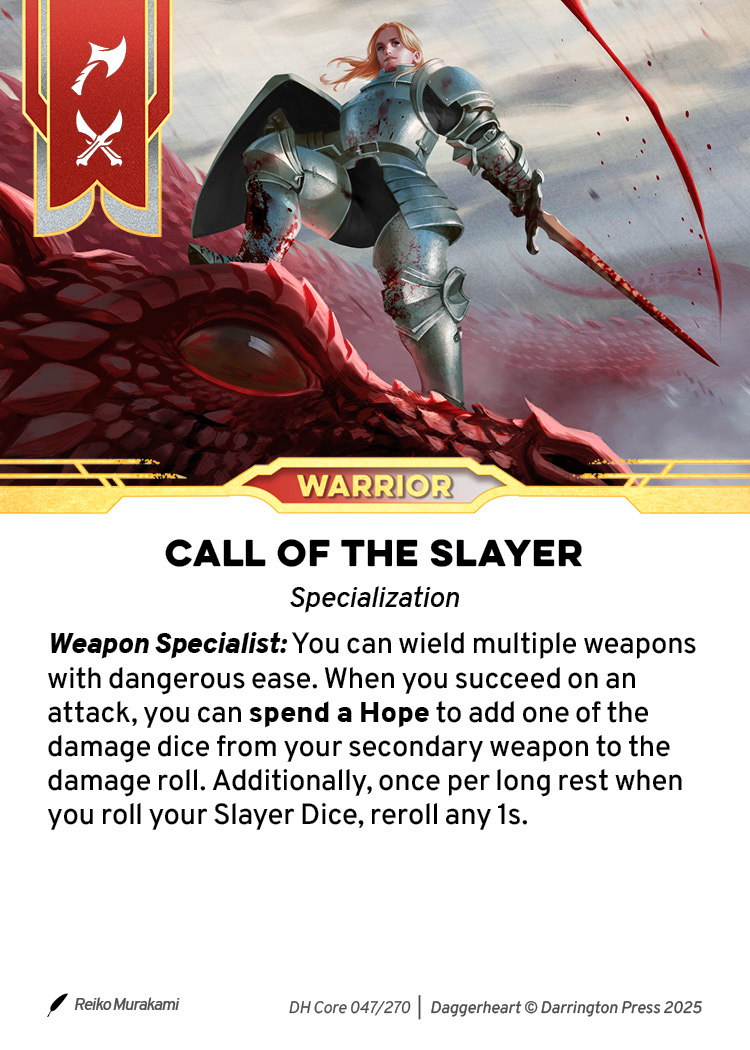 WARRIOR
CALL OF THE SLAYER
Specialization
Weapon Specialist: You can wield multiple weapons
with dangerous ease. When you succeed on an
attack, you can spend a Hope to add one of the
damage dice from your secondary weapon to the
damage roll. Additionally, once per long rest when
you roll your Slayer Dice, reroll any 1s.
Reiko Murakami
DH Core 047/270 | Daggerheart © Darrington Press 2025